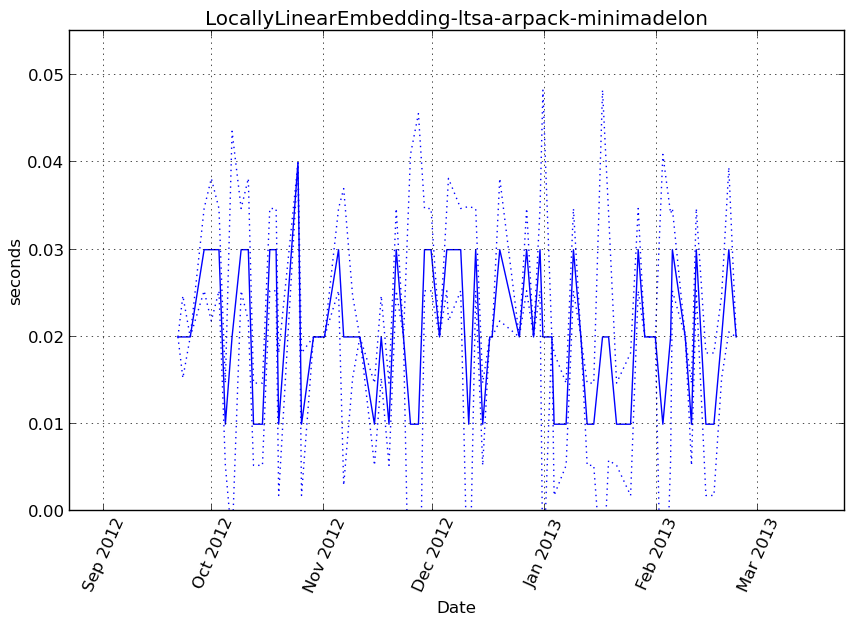 LocallyLinearEmbedding-ltsa-arpack-minimadelon
0.05
0.04
0.03
0.02
0.01
0.00
seconds
Sep 2012
Oct 2012
Nov 2012
Dec 2012
Jan 2013
Feb 2013
Mar 2013
Date